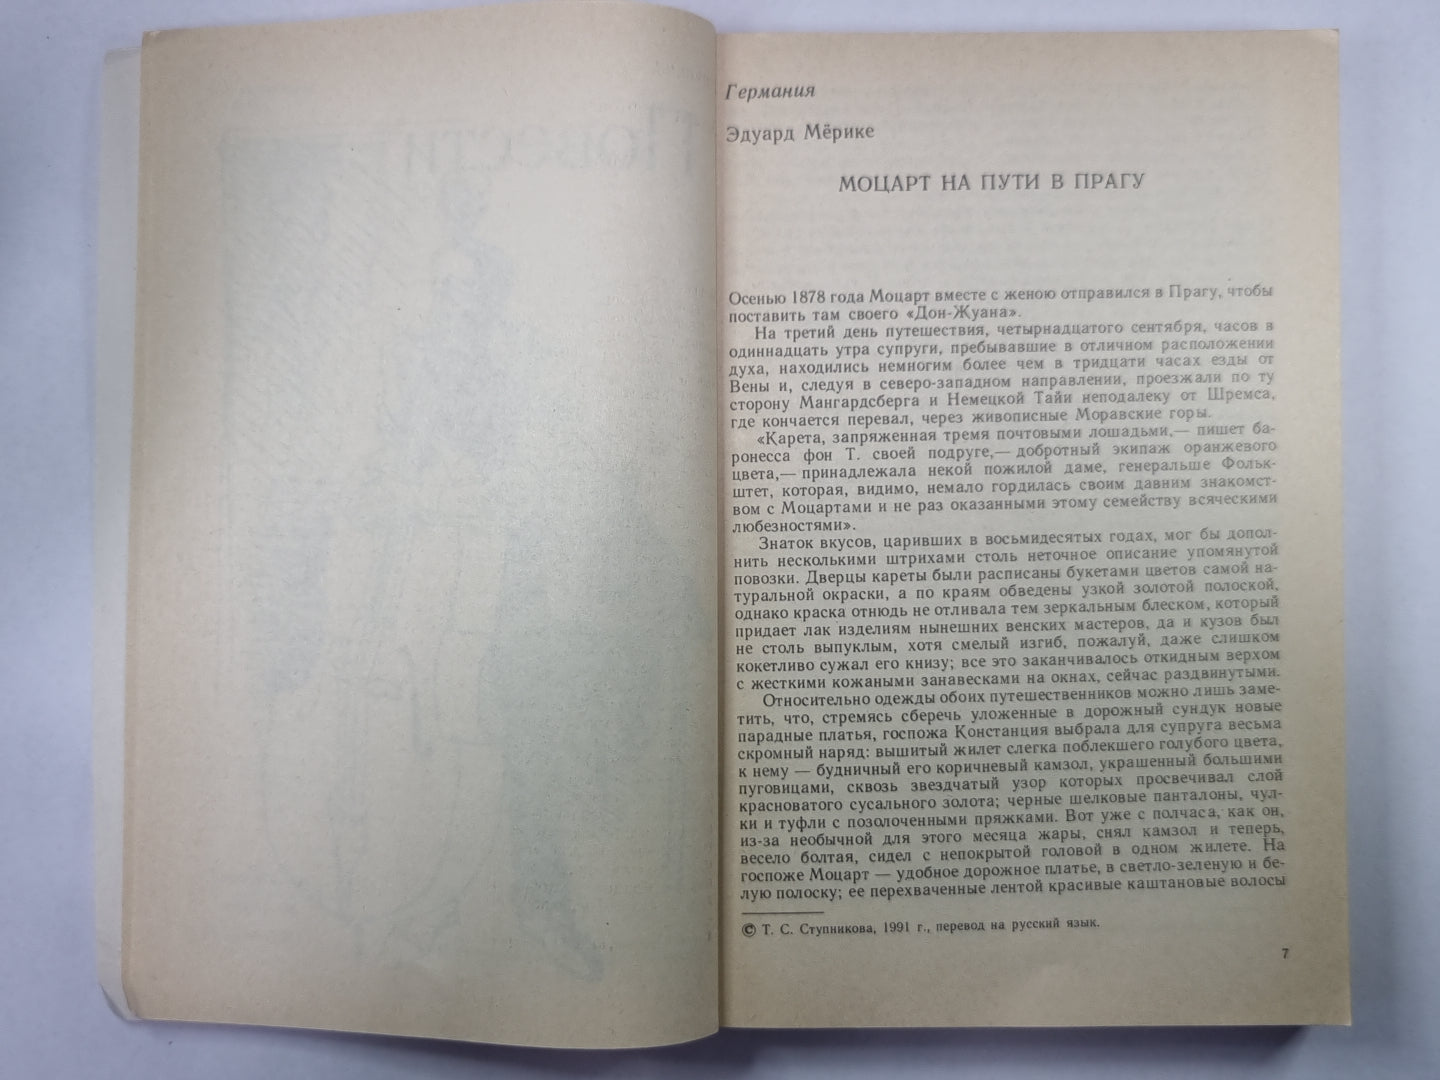 Германия
Эдуард Мёрике
МОЦАРТ НА ПУТИ В ПРАГУ
Осенью 1878 года Моцарт вместе с женою отправился в Прагу, чтобы
поставить там своего «Дон-Жуана».
На третий день путешествия, четырнадцатого сентября, часов в
одиннадцать утра супруги, пребывавшие в отличном расположении
духа, находились немногим более чем в тридцати часах езды от
Вены и, следуя в северо-западном направлении, проезжали по ту
сторону Мангардсберга и Немецкой Тайи неподалеку от Шремса,
где кончается перевал, через живописные Моравские горы.
«Карета, запряженная тремя почтовыми лошадьми,— пишет ба-
ронесса фон Т. своей подруге,— добротный экипаж оранжевого
цвета,— принадлежала некой пожилой даме, генеральше Фольк-
штет, которая, видимо, немало гордилась своим давним знакомст-
вом с Моцартами и не раз оказанными этому семейству всяческими
любезностями».
Знаток вкусов, царивших в восьмидесятых годах, мог бы допол-
нить несколькими штрихами столь неточное описание упомянутой
повозки. Дверцы кареты были расписаны букетами цветов самой на-
туральной окраски, а по краям обведены узкой золотой полоской,
однако краска отнюдь не отливала тем зеркальным блеском, который
придает лак изделиям нынешних венских мастеров, да и кузов был
не столь выпуклым, хотя смелый изгиб, пожалуй, даже слишком
кокетливо сужал его книзу; все это заканчивалось откидным верхом
с жесткими кожаными занавесками на окнах, сейчас раздвинутыми.
Относительно одежды обоих путешественников можно лишь заме-
тить, что, стремясь сберечь уложенные в дорожный сундук новые
парадные платья, госпожа Констанция выбрала для супруга весьма
скромный наряд: вышитый жилет слегка поблекшего голубого цвета,
к нему — будничный его коричневый камзол, украшенный большими
пуговицами, сквозь звездчатый узор которых просвечивал слой
красноватого сусального золота; черные шелковые панталоны, чул-
ки и туфли с позолоченными пряжками. Вот уже с полчаса, как он,
из-за необычной для этого месяца жары, снял камзол и теперь,
весело болтая, сидел с непокрытой головой в одном жилете. На
госпоже Моцарт — удобное дорожное платье, в светло-зеленую и бе-
лую полоску; ее перехваченные лентой красивые каштановые волосы
© Т. С. Ступникова, 1991 г., перевод на русский язык.
7